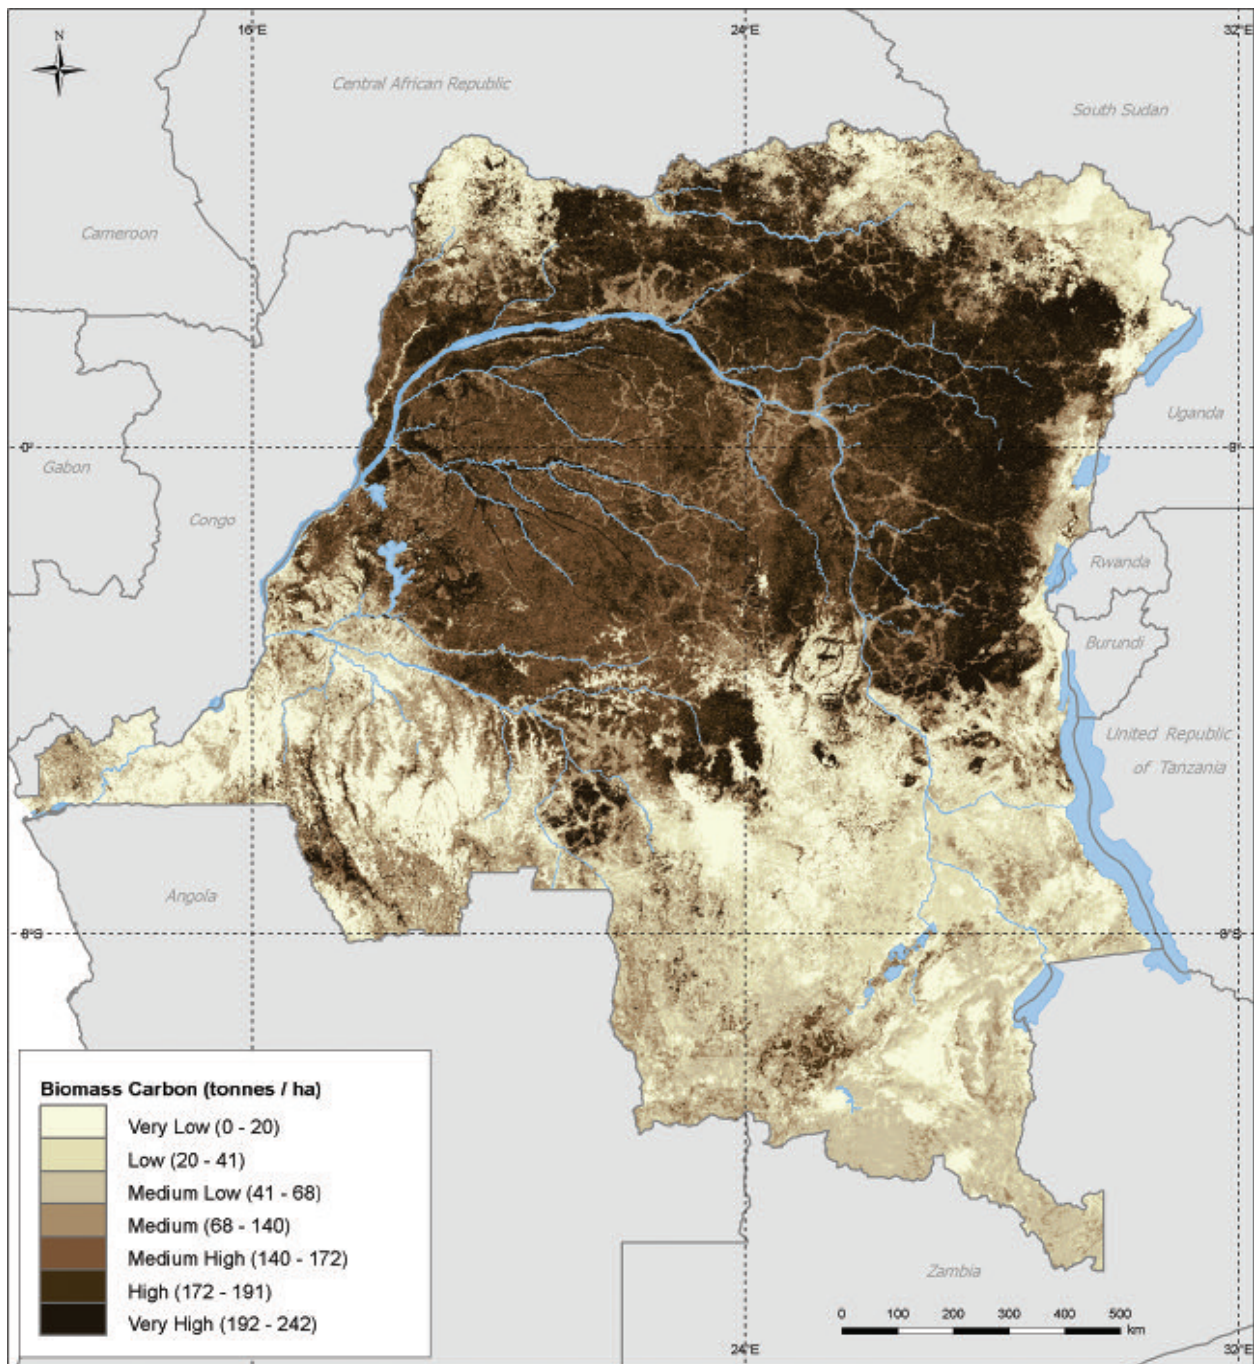 16°E
24°E
32°E
N
Central African Republic
South Sudan
Cameroon
Uganda
0°
Gabon
Congo
Rwanda
Burundi
United Republic
of Tanzania
Angola
8°S
8°S
Biomass Carbon (tonnes / ha)
Very Low (0 - 20)
Low (20 - 41)
Medium Low (41 - 68)
Medium (68 - 140)
Medium High (140 - 172)
High (172 - 191)
Very High (192 - 242)
Zambia
0 100 200 300 400 500
km
24°E
32°E